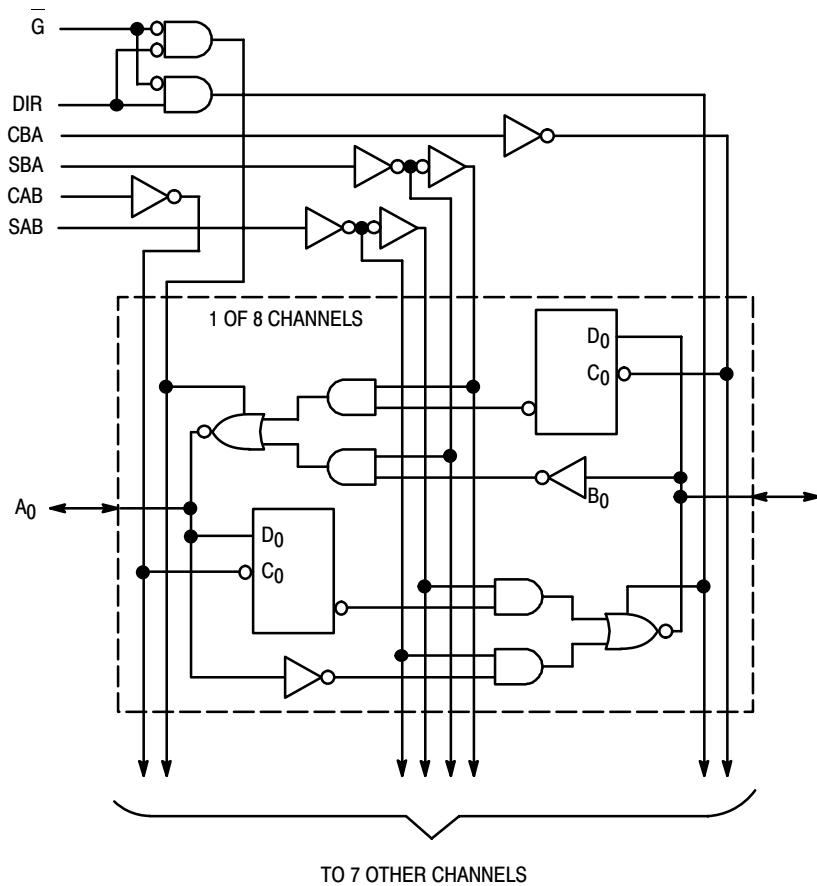 G̅
DIR
CBA
SBA
CAB
SAB
1 OF 8 CHANNELS
D₀
C₀
B₀
A₀
D₀
C₀
TO 7 OTHER CHANNELS